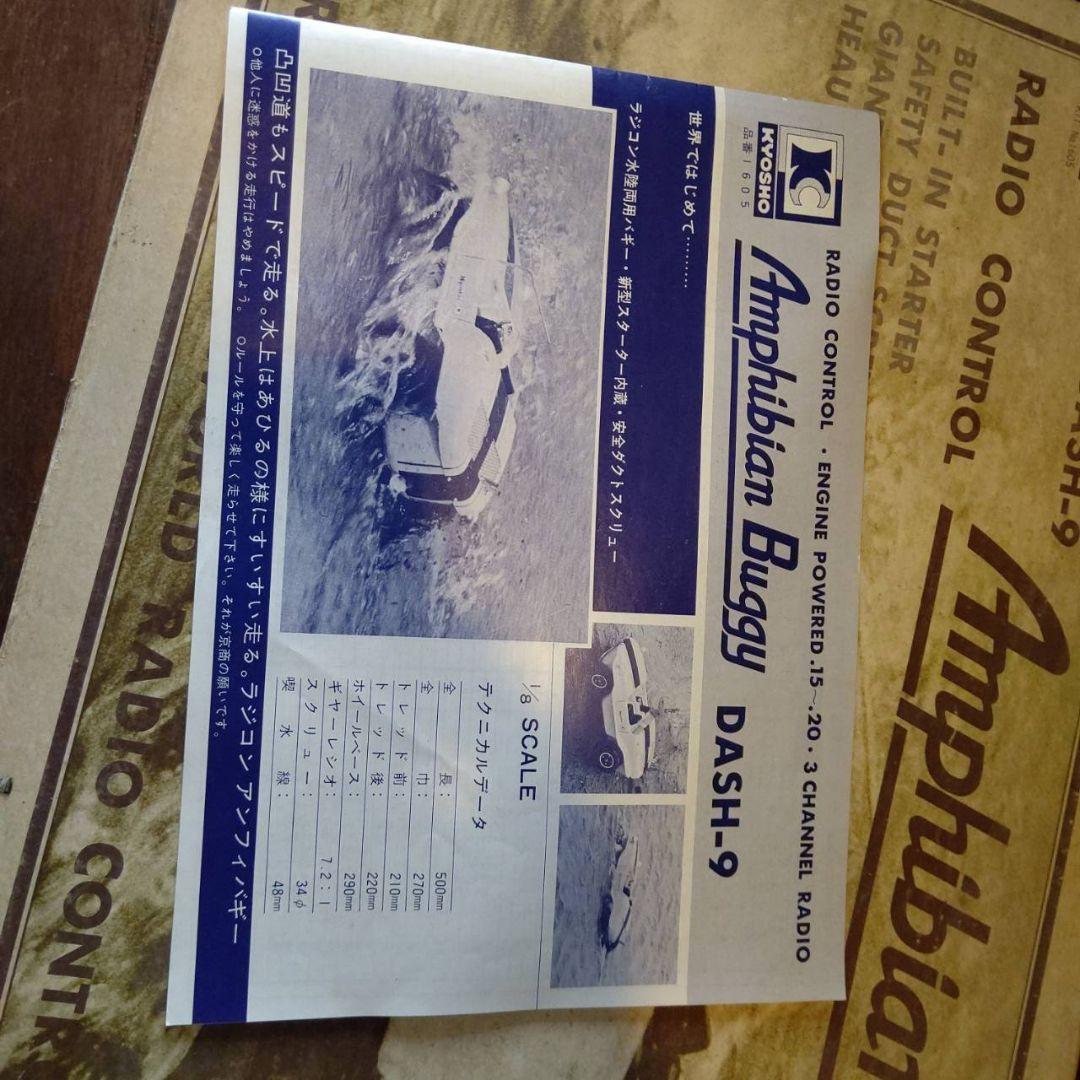 KYOSHO
品番1605
RADIO CONTROL・ENGINE POWERED .15〜.20・3 CHANNEL RADIO
Amphibian Buggy DASH-9
世界ではじめて………
ラジコン水陸両用バギー・新型スターター内蔵・安全ダクトスクリュー
1/8 SCALE
テクニカルデータ
全長: 500mm
全巾: 270mm
トレッド前: 210mm
トレッド後: 220mm
ホイールベース: 290mm
ギヤーレシオ: 7.2:1
スクリュー: 34φ
喫水線: 48mm
凸凹道もスピードで走る。水上はあひるの様にすいすい走る。ラジコンアンフィバギー
○他人に迷惑をかける走行はやめましょう。 ○ルールを守って楽しく走らせて下さい。それが京商の願いです。
DASH-9
RADIO CONTROL
Amphibian
BUILT-IN STARTER
SAFETY DUCT
GIANT
RADIO CONTR